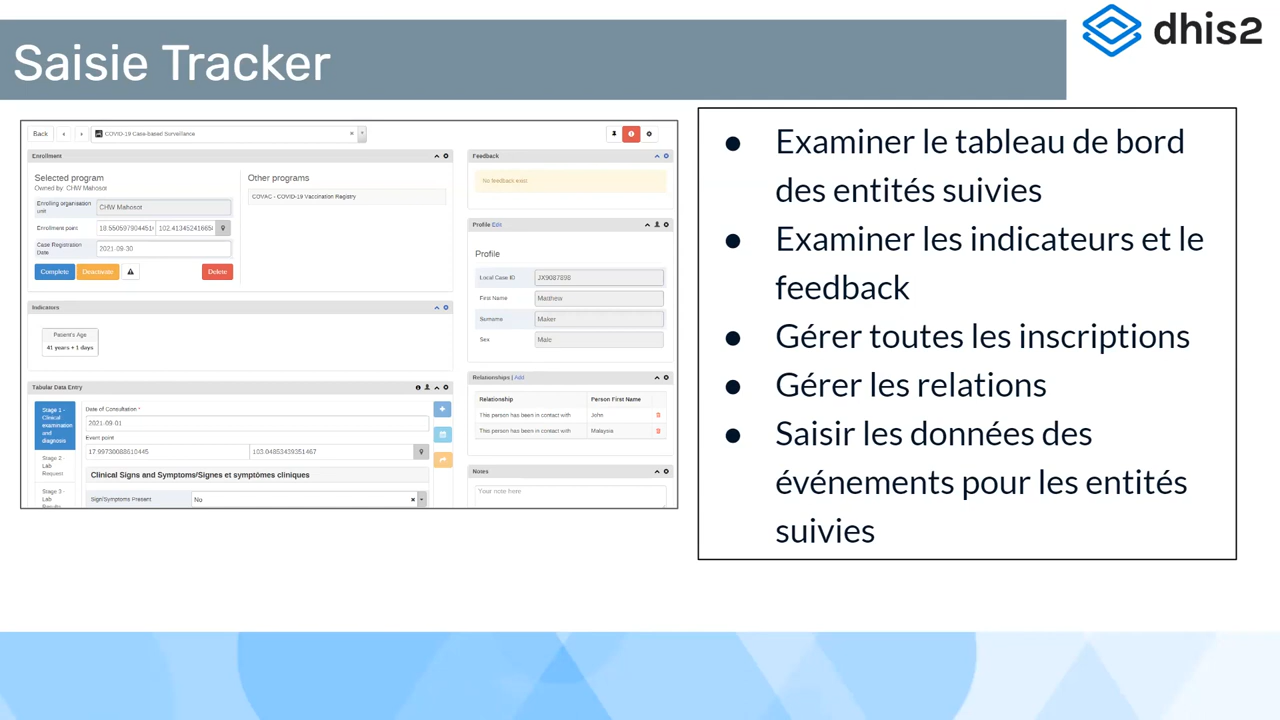 Saisie Tracker
dhis2
Back
COVID-19 Case-based Surveillance
Enrollment
Selected program
Owned by: CHW Mahosot
Enrolling organisation unit
CHW Mahosot
Enrollment point
Case Registration Date
2021-09-30
Complete
Deactivate
Delete
Other programs
COVAC - COVID-19 Vaccination Registry
Indicators
Patient's Age
41 years + 1 days
Tabular Data Entry
Stage 1 -
Clinical
examination
and
diagnosis
Stage 2 -
Lab
Request
Stage 3 -
Lab
Date of Consultation *
2021-09-01
Event point
17.99730088610445
103.04853439351467
Clinical Signs and Symptoms/Signes et symptômes cliniques
Sign/Symptoms Present
No
Feedback
No feedback exist
Profile Edit
Profile
Local Case ID
JX9087898
First Name
Matthew
Surname
Maker
Sex
Male
Relationships | Add
Relationship
Person First Name
This person has been in contact with
John
This person has been in contact with
Malaysia
Notes
Your note here
● Examiner le tableau de bord
des entités suivies
● Examiner les indicateurs et le
feedback
● Gérer toutes les inscriptions
● Gérer les relations
● Saisir les données des
événements pour les entités
suivies